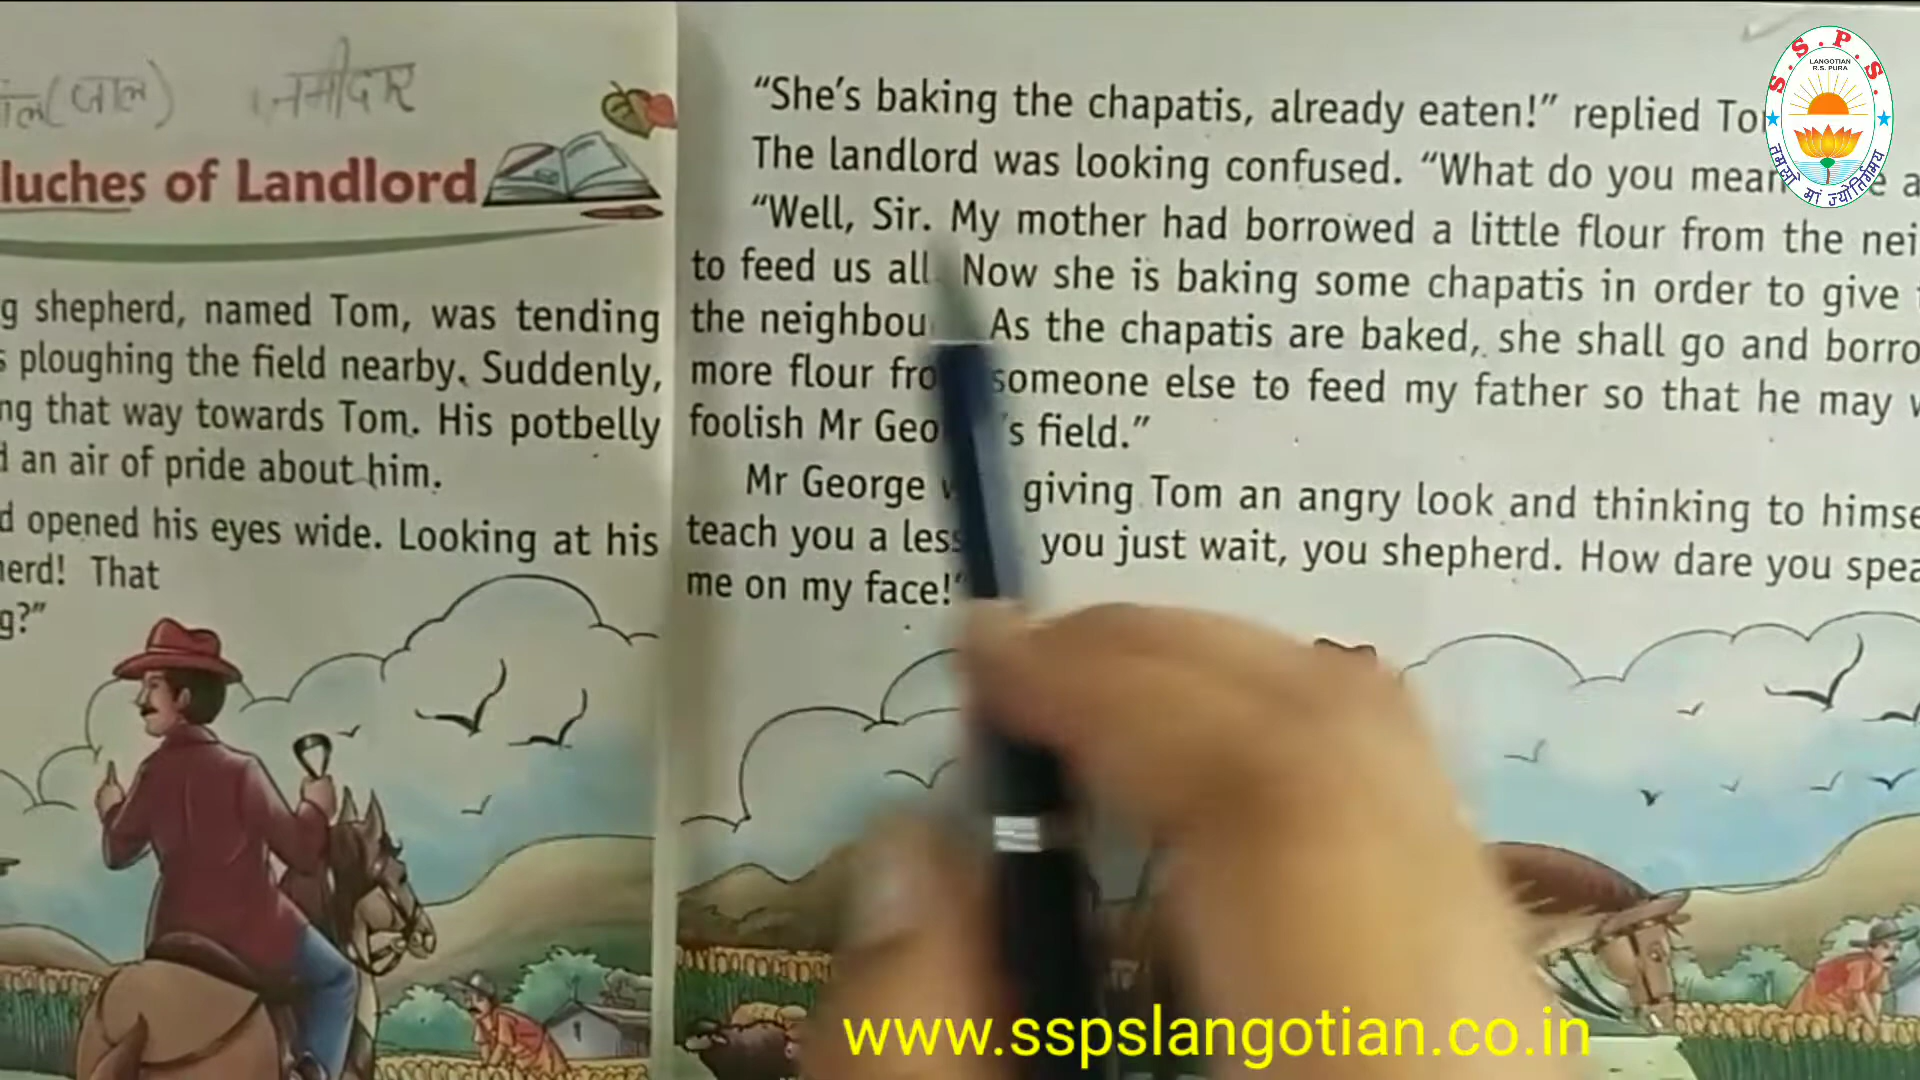 (जाल) जमीदार
luches of Landlord
g shepherd, named Tom, was tending
s ploughing the field nearby. Suddenly,
ng that way towards Tom. His potbelly
d an air of pride about him.
d opened his eyes wide. Looking at his
herd! That
g?"
"She's baking the chapatis, already eaten!" replied To
The landlord was looking confused. "What do you mean
"Well, Sir. My mother had borrowed a little flour from the nei
to feed us all. Now she is baking some chapatis in order to give
the neighbou As the chapatis are baked, she shall go and borro
more flour fro someone else to feed my father so that he may
foolish Mr Geo 's field."
Mr George giving Tom an angry look and thinking to himse
teach you a less you just wait, you shepherd. How dare you spea
me on my face!"
S.S.P.S.
LANGOTIAN
R.S. PURA
तमसो मां ज्योतिर्गमय
www.sspslangotian.co.in